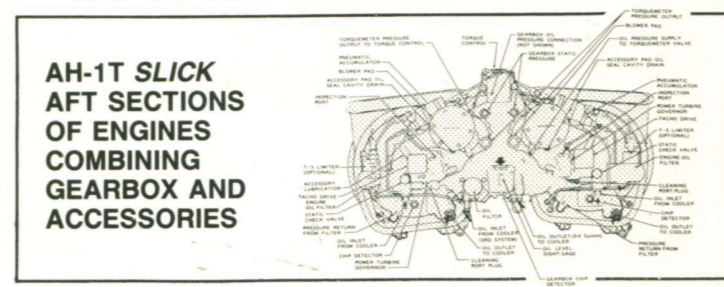 AH-1T SLICK
AFT SECTIONS
OF ENGINES
COMBINING
GEARBOX AND
ACCESSORIES
TORQUEMETER PRESSURE
OUTPUT TO TORQUE CONTROL
PNEUMATIC
ACCUMULATOR
BLOWER PAD
ACCESSORY PAD OIL
SEAL CAVITY DRAIN
INSPECTION
PORT
T-5 LIMITER
(OPTIONAL)
ACCESSORY
LUBRICATION
TACHO DRIVE
ENGINE
OIL FILTER
STATIC
CHECK VALVE
PRESSURE RETURN
FROM FILTER
OIL INLET
FROM COOLER
CHIP DETECTOR
POWER TURBINE
GOVERNOR
TORQUE
CONTROL
GEARBOX OIL
PRESSURE CONNECTION
(NOT SHOWN)
GEARBOX STATIC
PRESSURE
TORQUEMETER
PRESSURE OUTPUT
BLOWER PAD
OIL PRESSURE SUPPLY
TO TORQUEMETER VALVE
ACCESSORY PAD OIL
SEAL CAVITY DRAIN
PNEUMATIC
ACCUMULATOR
INSPECTION
PORT
POWER TURBINE
GOVERNOR
TACHO DRIVE
T-5 LIMITER
(OPTIONAL)
STATIC
CHECK VALVE
ENGINE OIL
FILTER
CLEANING
PORT PLUG
OIL INLET
FROM COOLER
CHIP
DETECTOR
OIL OUTLET
TO COOLER
PRESSURE
RETURN FROM
FILTER
OIL
FILTER
OIL INLET
FROM COOLER
(ORD SYSTEM)
OIL OUTLET
TO COOLER
CLEANING
PORT PLUG
OIL OUTLET
TO COOLER
OIL LEVEL
SIGHT GAGE
GEARBOX CHIP
DETECTOR